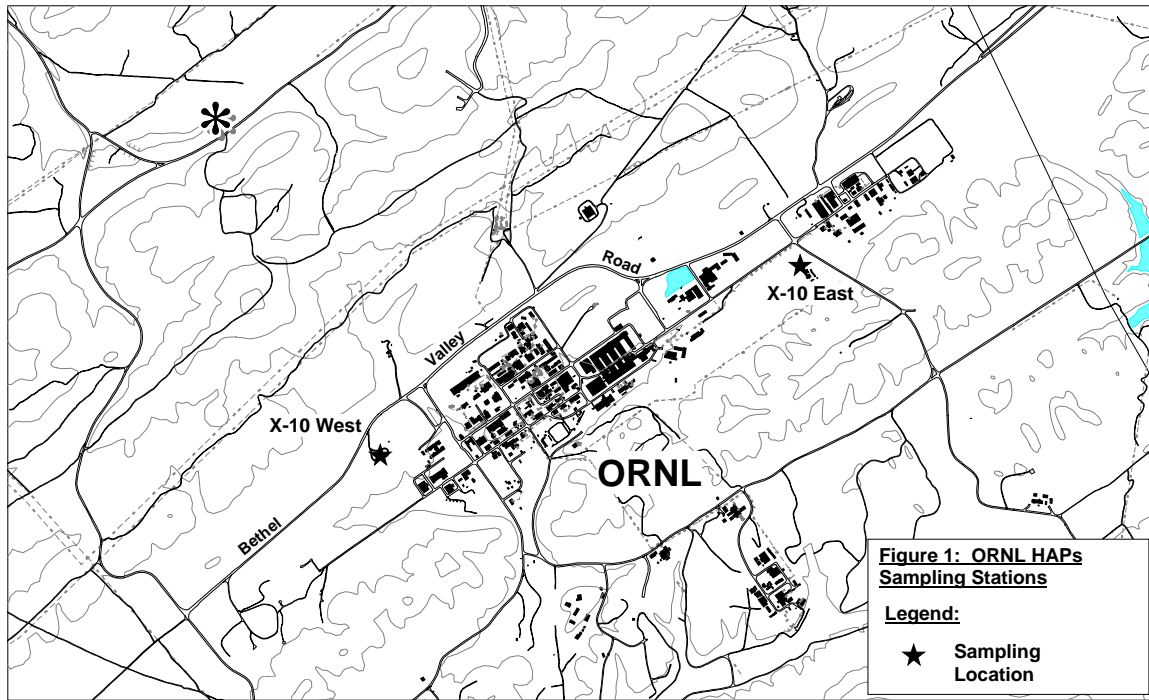 Road
X-10 East
Valley
X-10 West
ORNL
Bethel
Figure 1: ORNL HAPs
Sampling Stations
Legend:
Sampling
Location